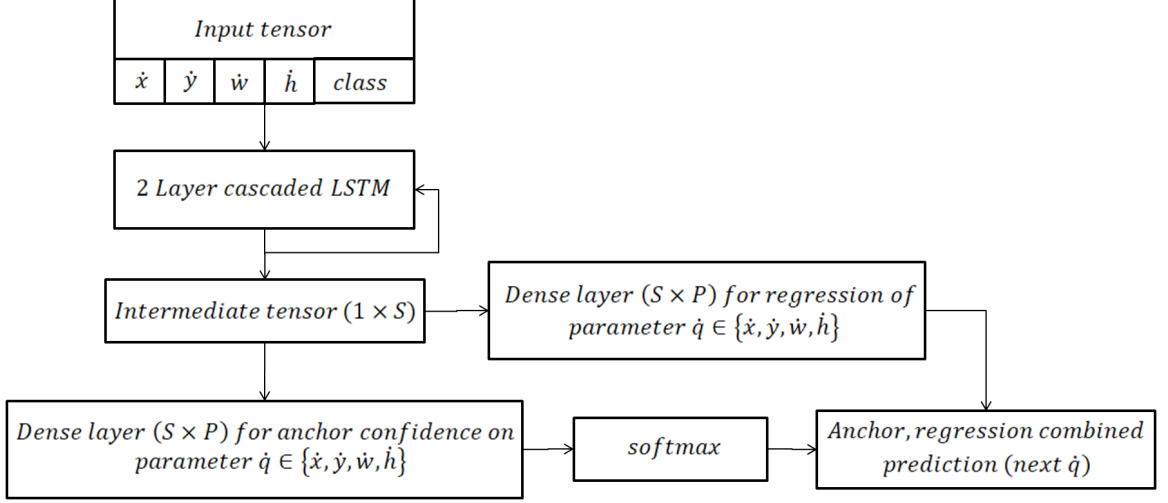 Input tensor
ẋ ẏ ẇ ḣ class
2 Layer cascaded LSTM
Intermediate tensor (1 × S)
Dense layer (S × P) for regression of
parameter q̇ ∈ {ẋ, ẏ, ẇ, ḣ}
Dense layer (S × P) for anchor confidence on
parameter q̇ ∈ {ẋ, ẏ, ẇ, ḣ}
softmax
Anchor, regression combined
prediction (next q̇)